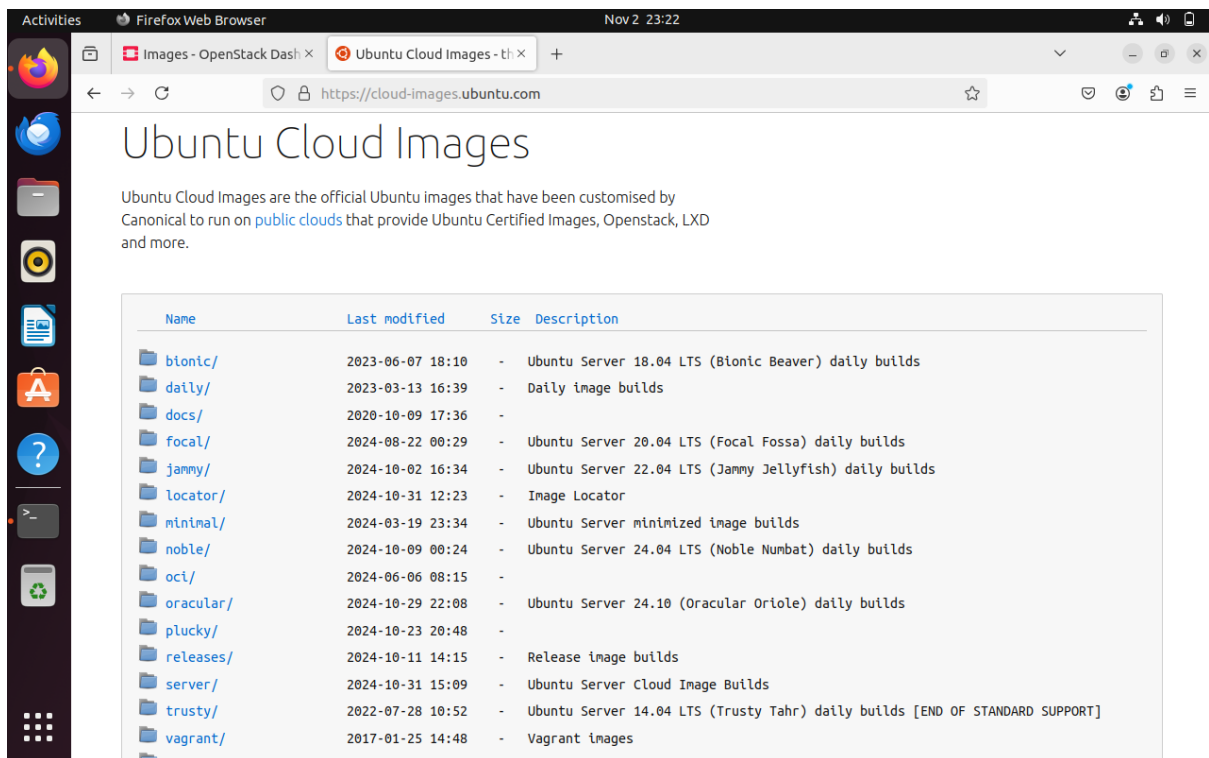 Activities Firefox Web Browser Nov 2 23:22
Images - OpenStack Dash Ubuntu Cloud Images - th
https://cloud-images.ubuntu.com
Ubuntu Cloud Images
Ubuntu Cloud Images are the official Ubuntu images that have been customised by
Canonical to run on public clouds that provide Ubuntu Certified Images, Openstack, LXD
and more.
Name Last modified Size Description
bionic/ 2023-06-07 18:10 - Ubuntu Server 18.04 LTS (Bionic Beaver) daily builds
daily/ 2023-03-13 16:39 - Daily image builds
docs/ 2020-10-09 17:36 -
focal/ 2024-08-22 00:29 - Ubuntu Server 20.04 LTS (Focal Fossa) daily builds
jammy/ 2024-10-02 16:34 - Ubuntu Server 22.04 LTS (Jammy Jellyfish) daily builds
locator/ 2024-10-31 12:23 - Image Locator
minimal/ 2024-03-19 23:34 - Ubuntu Server minimized image builds
noble/ 2024-10-09 00:24 - Ubuntu Server 24.04 LTS (Noble Numbat) daily builds
oci/ 2024-06-06 08:15 -
oracular/ 2024-10-29 22:08 - Ubuntu Server 24.10 (Oracular Oriole) daily builds
plucky/ 2024-10-23 20:48 -
releases/ 2024-10-11 14:15 - Release image builds
server/ 2024-10-31 15:09 - Ubuntu Server Cloud Image Builds
trusty/ 2022-07-28 10:52 - Ubuntu Server 14.04 LTS (Trusty Tahr) daily builds [END OF STANDARD SUPPORT]
vagrant/ 2017-01-25 14:48 - Vagrant images